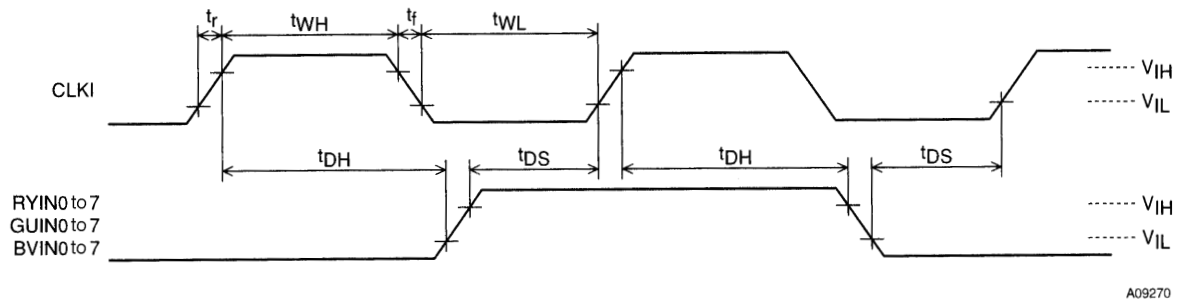 tr tWH tf tWL
CLKI
VIH
VIL
tDH tDS tDH tDS
RYIN0 to 7
GUIN0 to 7
BVIN0 to 7
VIH
VIL
A09270